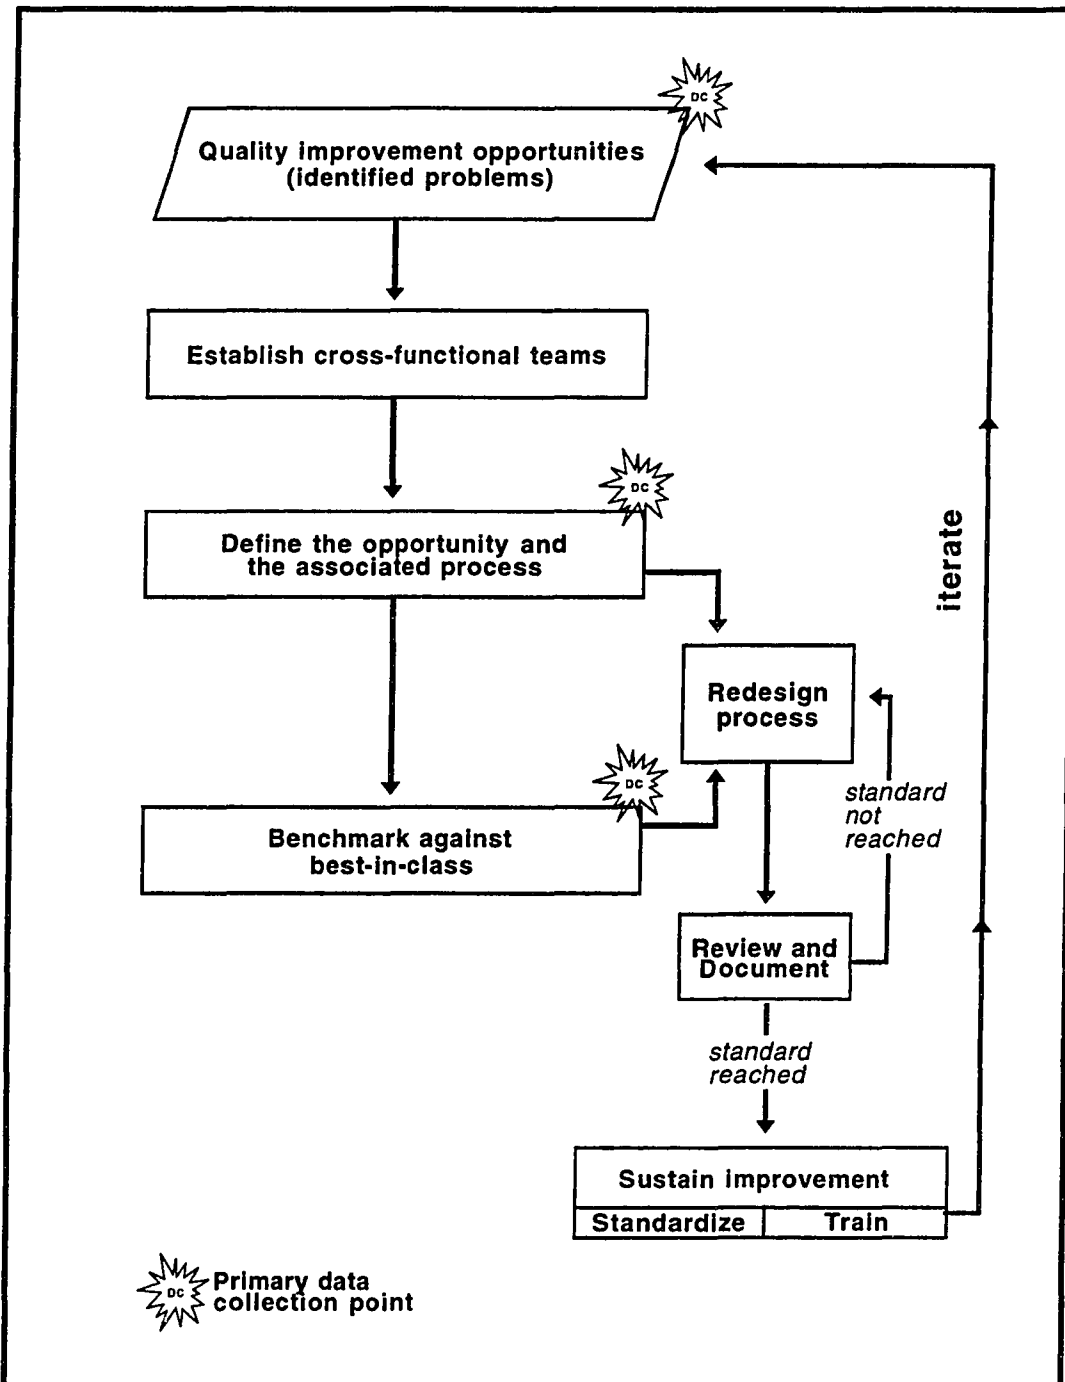 DC
Quality improvement opportunities
(identified problems)
Establish cross-functional teams
DC
Define the opportunity and
the associated process
iterate
Redesign
process
DC
standard
not
reached
Benchmark against
best-in-class
Review and
Document
standard
reached
Sustain improvement
Standardize
Train
DC
Primary data
collection point